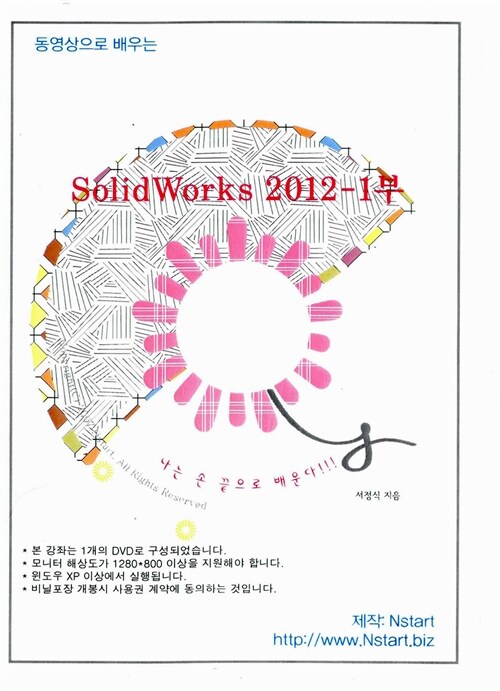 동영상으로 배우는
SolidWorks 2012-1부
나는 손 끝으로 배운다!!!
All Rights Reserved
서정식 지음
* 본 강좌는 1개의 DVD로 구성되었습니다.
* 모니터 해상도가 1280*800 이상을 지원해야 합니다.
* 윈도우 XP 이상에서 실행됩니다.
* 비닐포장 개봉시 사용권 계약에 동의하는 것입니다.
제작: Nstart
http://www.Nstart.biz